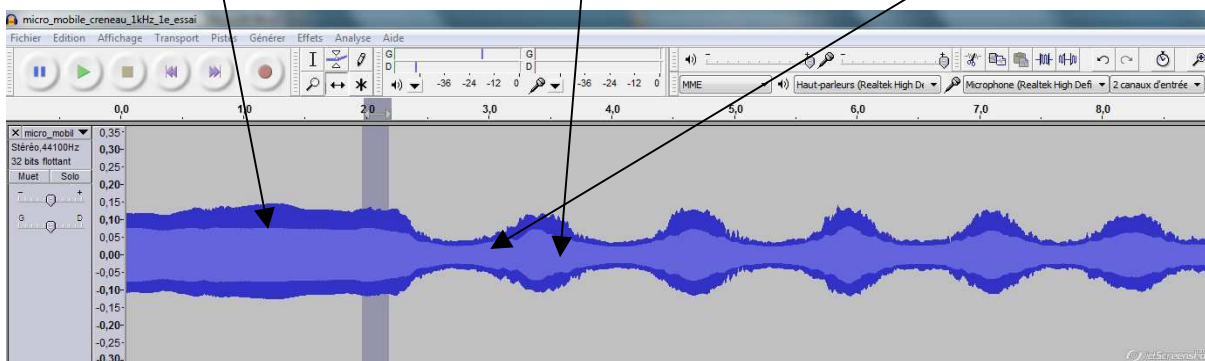 micro_mobile_creneau_1kHz_1e_essai
Fichier Edition Affichage Transport Pistes Générer Effets Analyse Aide
G
D
-36 -24 -12 0
G
D
-36 -24 -12 0
MME
Haut-parleurs (Realtek High De
Microphone (Realtek High Defi
2 canaux d'entrée
0,0 1,0 2,0 3,0 4,0 5,0 6,0 7,0 8,0
micro_mobil
Stéréo,44100Hz
32 bits flottant
Muet Solo
- +
G D
0,35
0,30
0,25
0,20
0,15
0,10
0,05
0,00
-0,05
-0,10
-0,15
-0,20
-0,25
-0,30